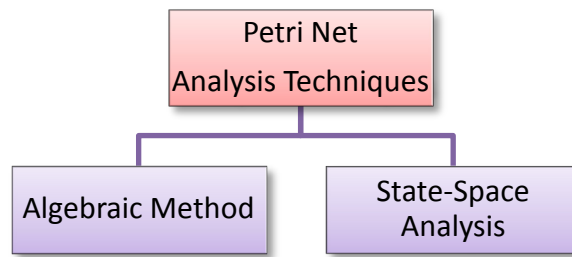 Petri Net
Analysis Techniques
Algebraic Method
State-Space
Analysis